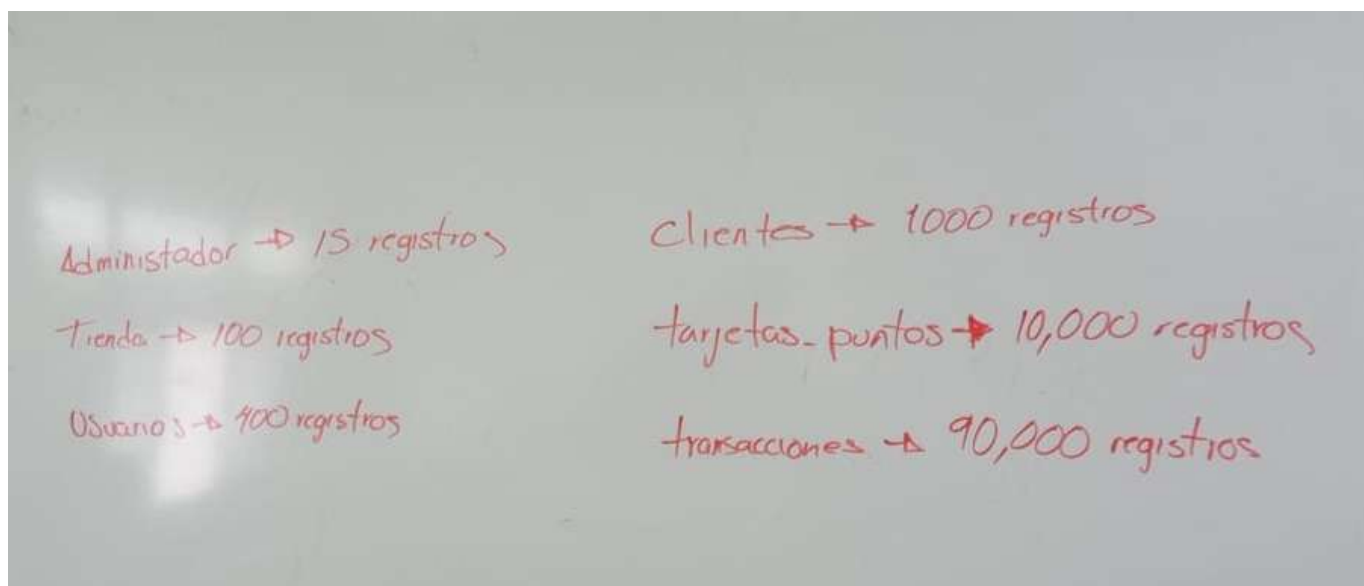 Administador → 15 registros
Tienda → 100 registros
Usuarios → 400 registros
Clientes → 1000 registros
tarjetas_puntos → 10,000 registros
transacciones → 90,000 registros